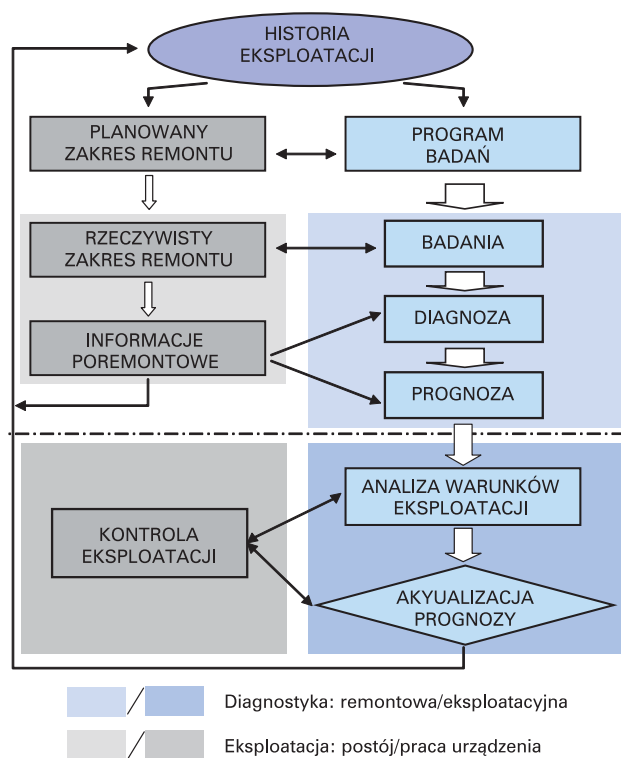 HISTORIA
EKSPLOATACJI
PLANOWANY
ZAKRES REMONTU
PROGRAM
BADAŃ
RZECZYWISTY
ZAKRES REMONTU
BADANIA
INFORMACJE
POREMONTOWE
DIAGNOZA
PROGNOZA
KONTROLA
EKSPLOATACJI
ANALIZA WARUNKÓW
EKSPLOATACJI
AKYUALIZACJA
PROGNOZY
Diagnostyka: remontowa/eksploatacyjna
Eksploatacja: postój/praca urządzenia